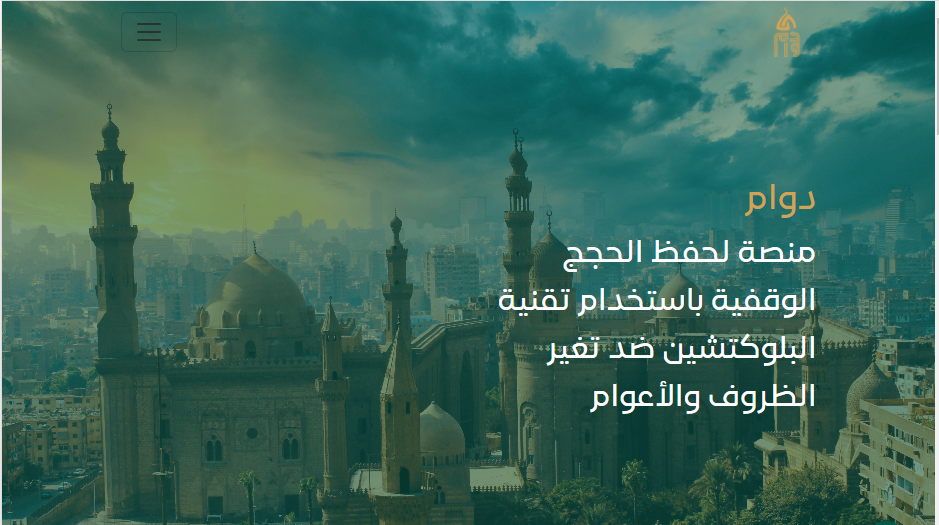 دوام
منصة لحفظ الحجج
الوقفية باستخدام تقنية
البلوكتشين ضد تغير
الظروف والأعوام